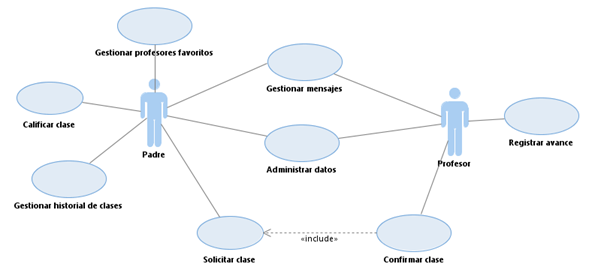 Gestionar profesores favoritos
Gestionar mensajes
Calificar clase
Padre
Administrar datos
Profesor
Registrar avance
Gestionar historial de clases
«include»
Solicitar clase
Confirmar clase